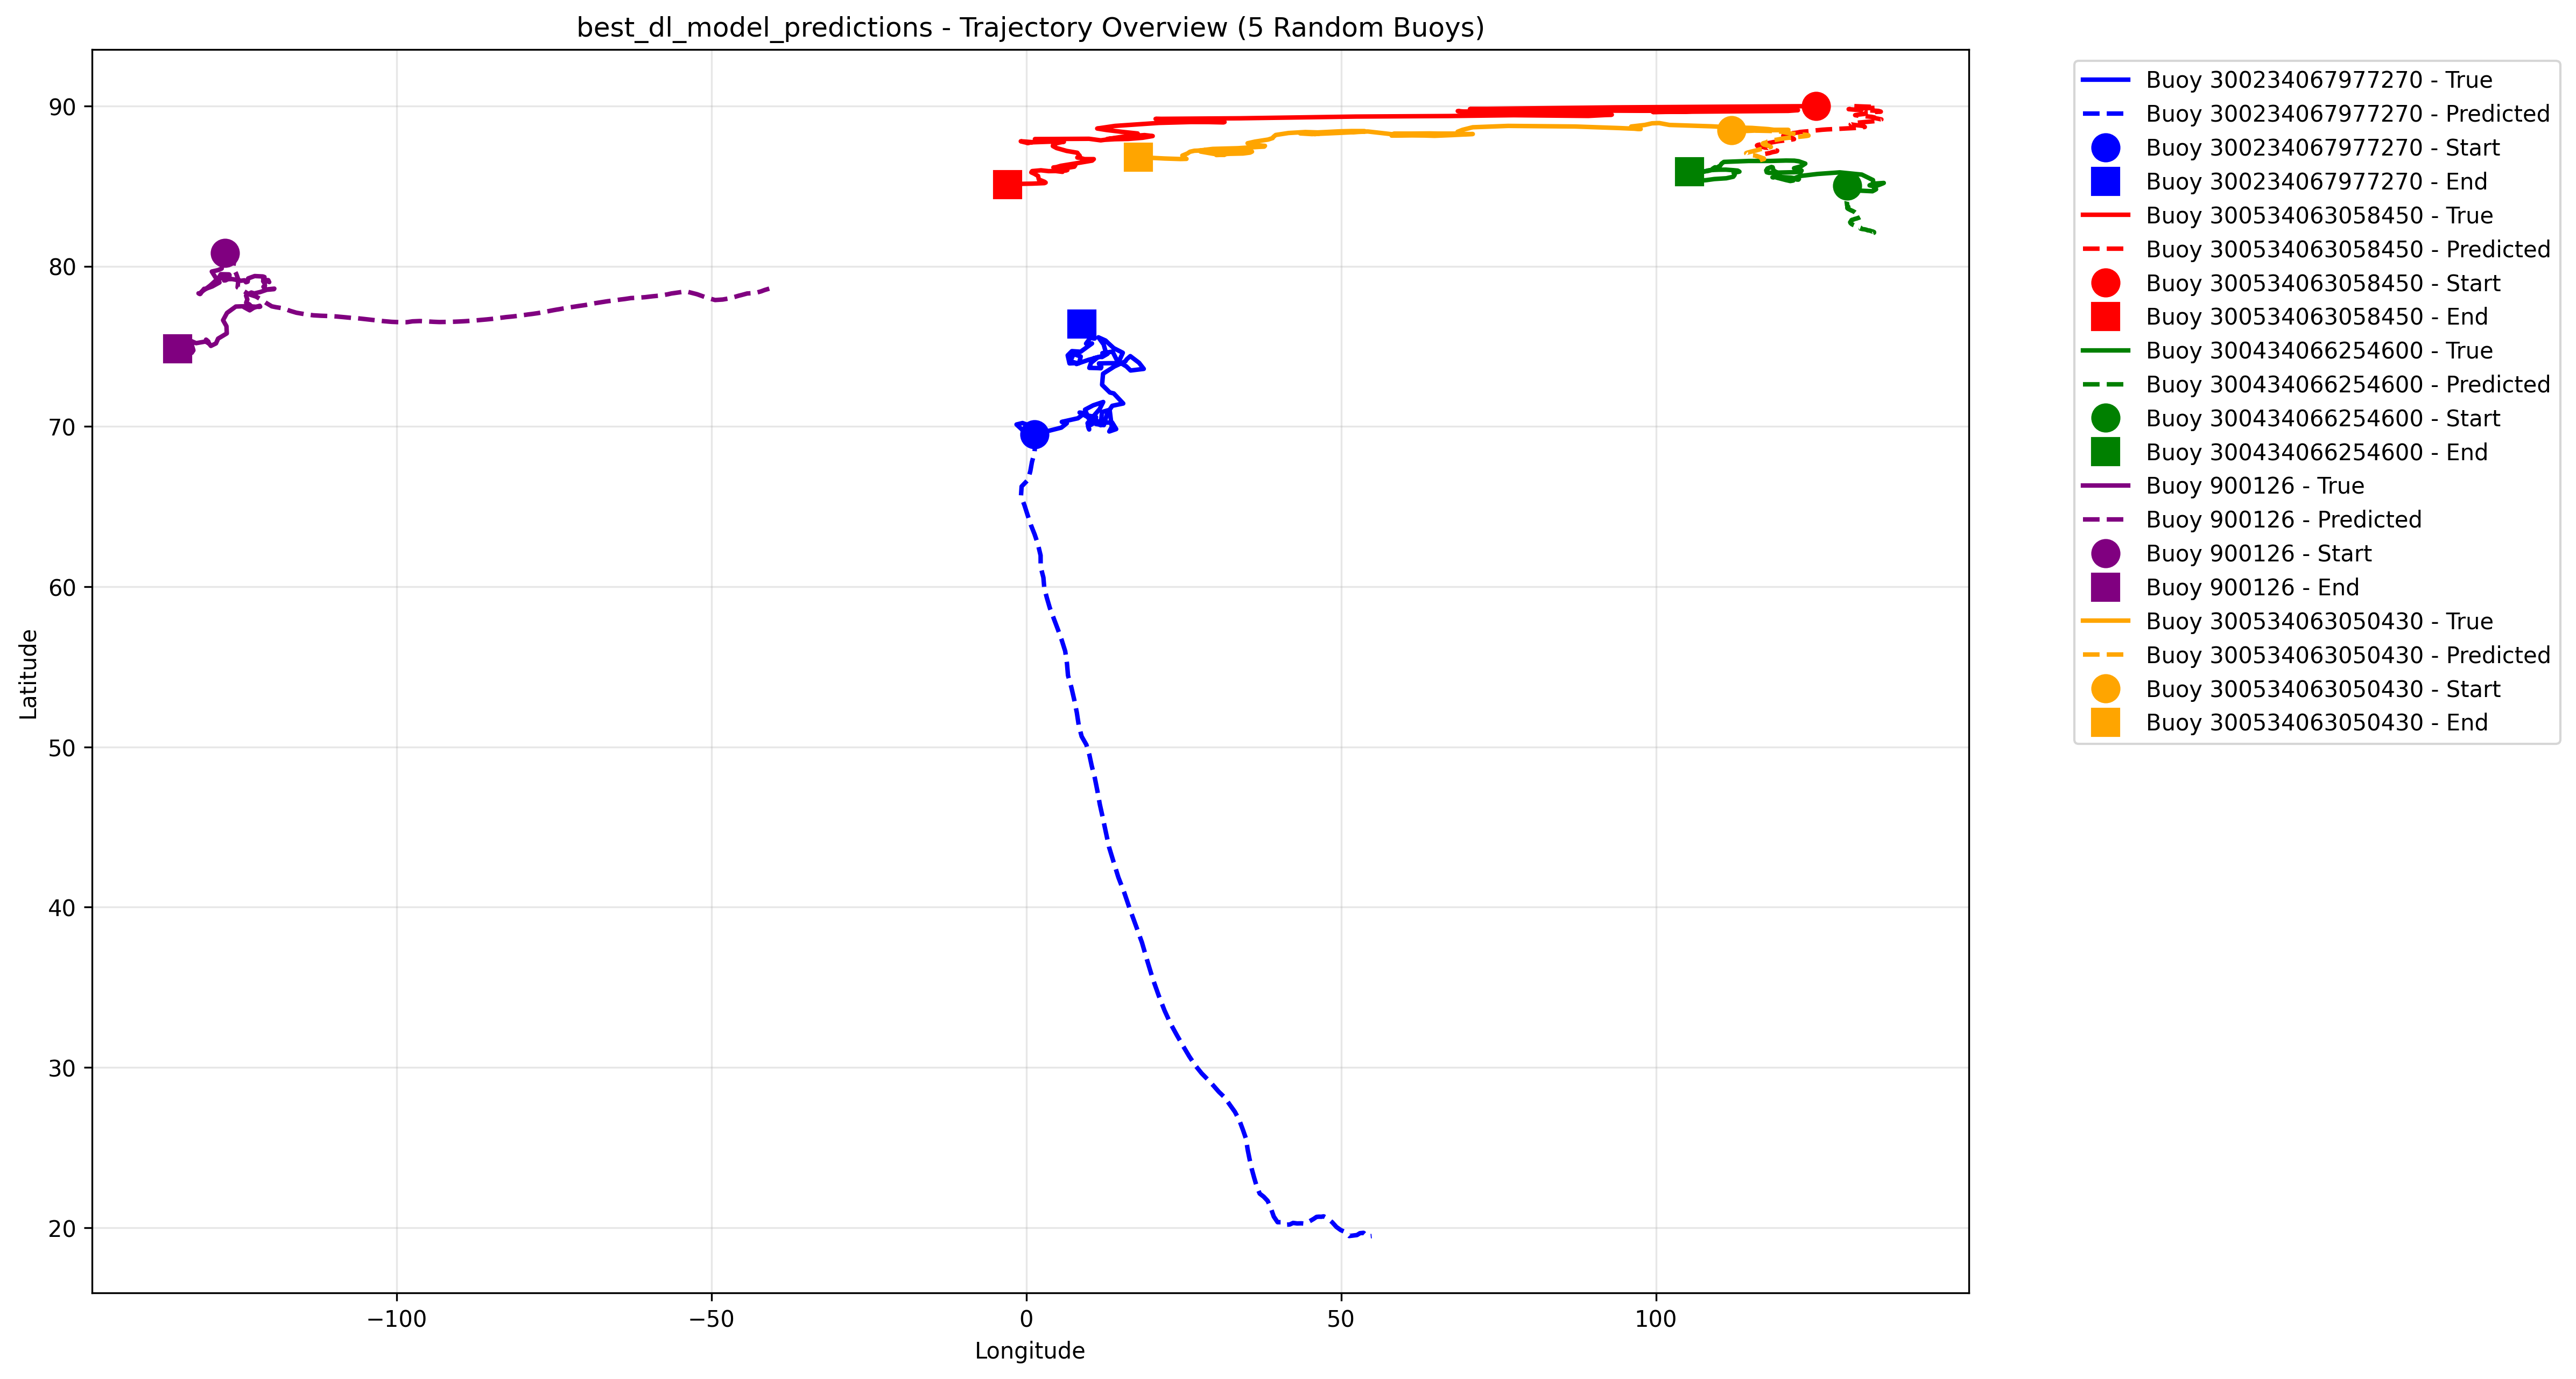 best_dl_model_predictions - Trajectory Overview (5 Random Buoys)
90
80
70
60
50
40
30
20
Latitude
−100
−50
0
50
100
Longitude
Buoy 300234067977270 - True
Buoy 300234067977270 - Predicted
Buoy 300234067977270 - Start
Buoy 300234067977270 - End
Buoy 300534063058450 - True
Buoy 300534063058450 - Predicted
Buoy 300534063058450 - Start
Buoy 300534063058450 - End
Buoy 300434066254600 - True
Buoy 300434066254600 - Predicted
Buoy 300434066254600 - Start
Buoy 300434066254600 - End
Buoy 900126 - True
Buoy 900126 - Predicted
Buoy 900126 - Start
Buoy 900126 - End
Buoy 300534063050430 - True
Buoy 300534063050430 - Predicted
Buoy 300534063050430 - Start
Buoy 300534063050430 - End